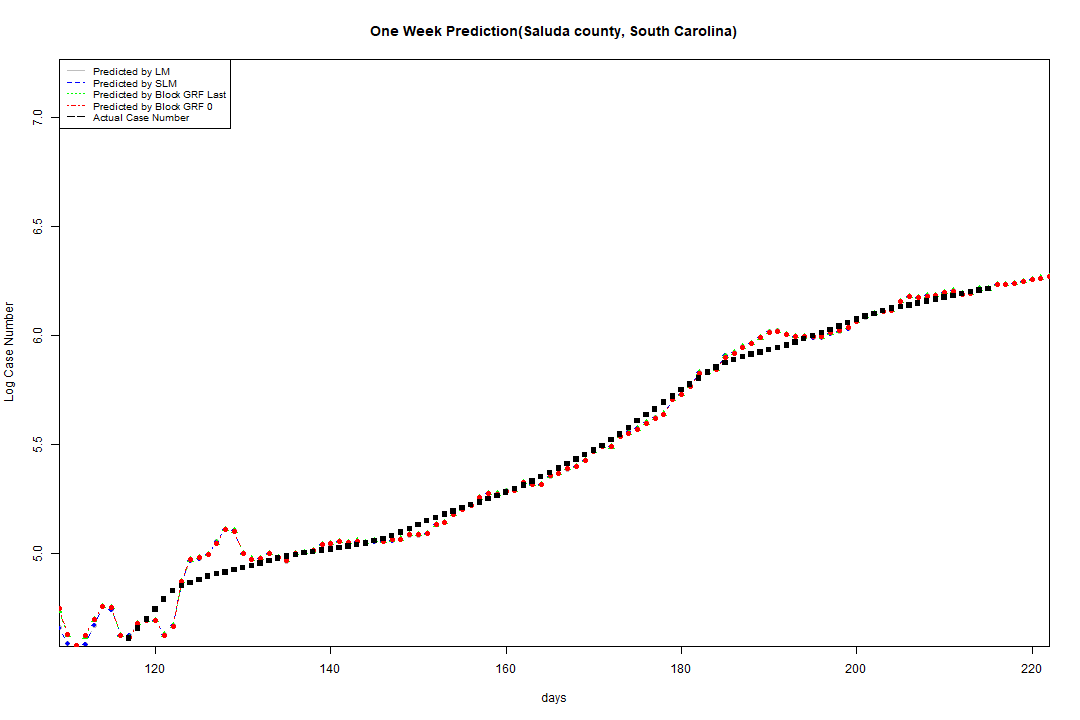 One Week Prediction(Saluda county, South Carolina)
Predicted by LM
Predicted by SLM
Predicted by Block GRF Last
Predicted by Block GRF 0
Actual Case Number
7.0
6.5
6.0
5.5
5.0
Log Case Number
120 140 160 180 200 220
days